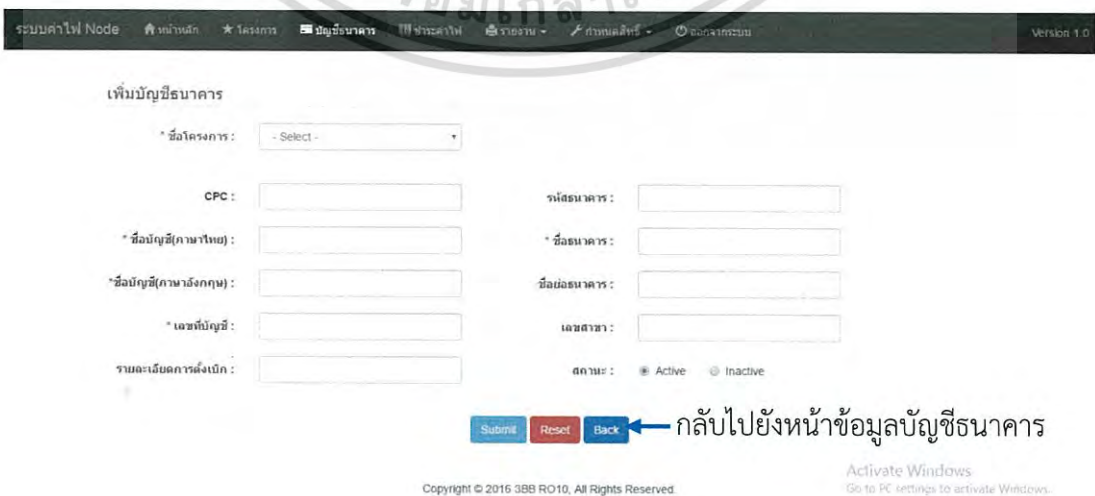 ระบบค่าไฟ Node หน้าหลัก โครงการ บัญชีธนาคาร ชำระค่าไฟ รายงาน กำหนดสิทธิ์ ออกจากระบบ Version 1.0
เพิ่มบัญชีธนาคาร
* ชื่อโครงการ : - Select -
CPC : รหัสธนาคาร :
* ชื่อบัญชี(ภาษาไทย) : * ชื่อธนาคาร :
*ชื่อบัญชี(ภาษาอังกฤษ) : ชื่อย่อธนาคาร :
* เลขที่บัญชี : เลขสาขา :
รายละเอียดการตั้งเบิก : สถานะ : Active Inactive
Submit Reset Back กลับไปยังหน้าข้อมูลบัญชีธนาคาร
Activate Windows
Copyright © 2016 3BB RO10, All Rights Reserved. Go to PC settings to activate Windows.